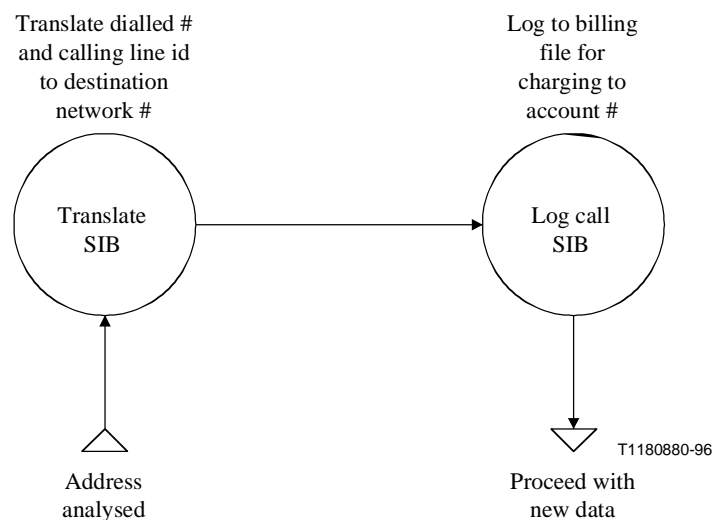 Translate dialled #
and calling line id
to destination
network #
Log to billing
file for
charging to
account #
Translate
SIB
Log call
SIB
T1180880-96
Address
analysed
Proceed with
new data